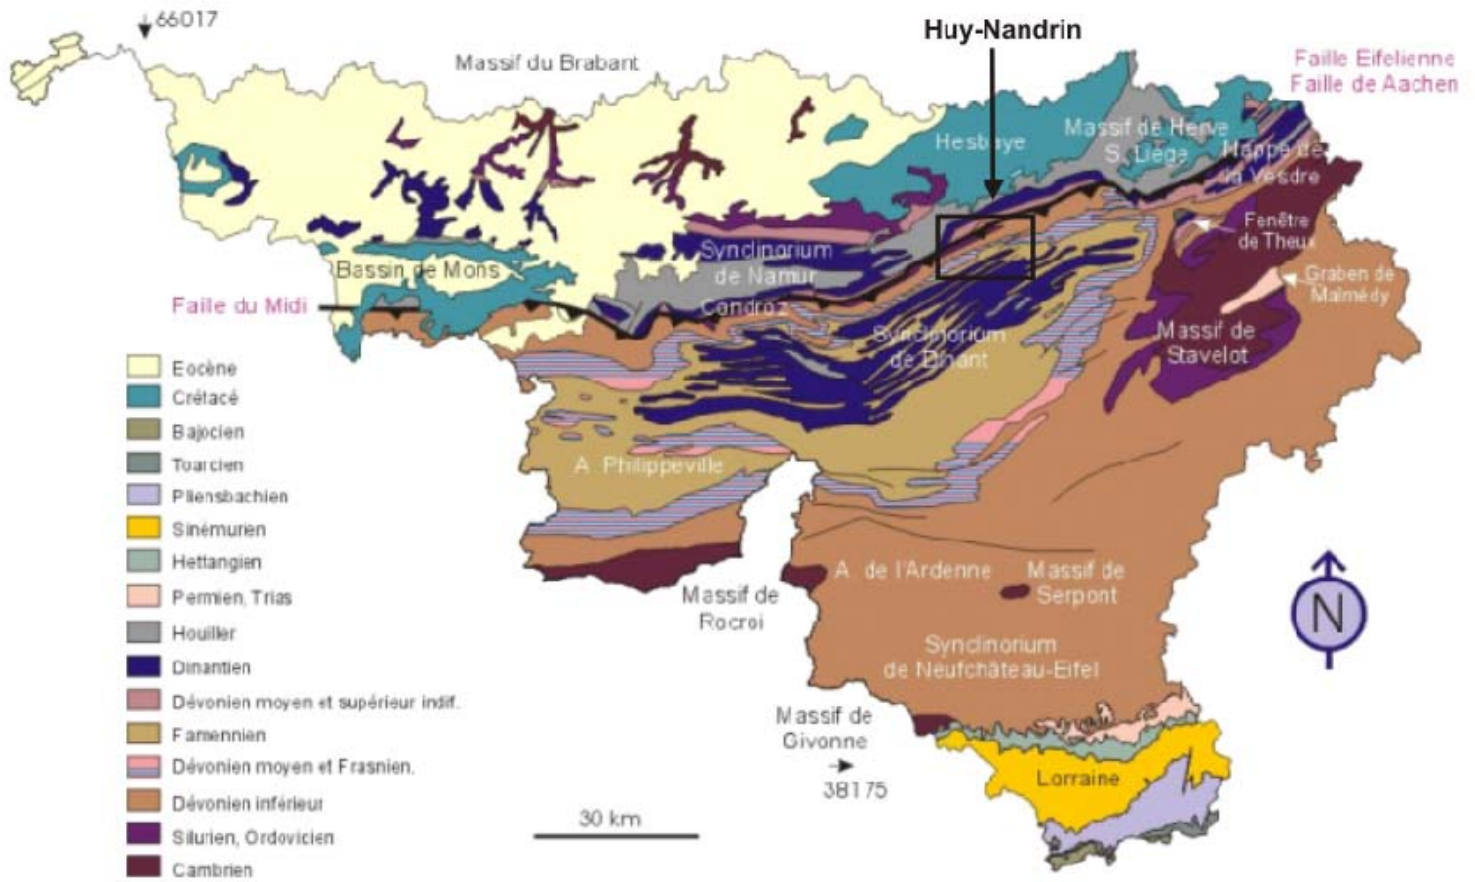 66017
Huy-Nandrin
Massif du Brabant
Faille Eifelienne
Faille de Aachen
Hesbaye
Massif de Herve
S. Liège
Nappe de
la Vesdre
Fenêtre
de Theux
Synclinorium
de Namur
Bassin de Mons
Graben de
Malmédy
Faille du Midi
Condroz
Synclinorium
de Dinant
Massif de
Stavelot
Eocène
Crétacé
Bajocien
Toarcien
Pliensbachien
Sinémurien
Hettangien
Permien, Trias
Houiller
Dinantien
Dévonien moyen et supérieur indif.
Famennien
Dévonien moyen et Frasnien.
Dévonien inférieur
Silurien, Ordovicien
Cambrien
A. Philippeville
Massif de
Rocroi
A. de l'Ardenne
Massif de
Serpont
N
Synclinorium
de Neufchâteau-Eifel
Massif de
Givonne
38175
Lorraine
30 km